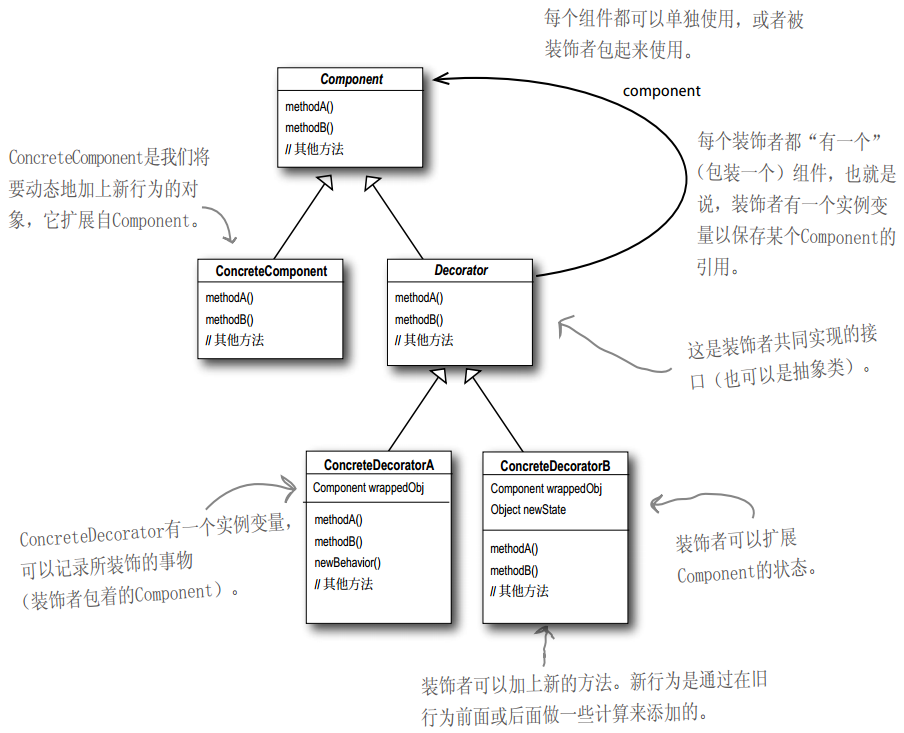 每个组件都可以单独使用，或者被
装饰者包起来使用。
Component
methodA()
methodB()
// 其他方法
component
ConcreteComponent是我们将
要动态地加上新行为的对
象，它扩展自Component。
每个装饰者都“有一个”
（包装一个）组件，也就是
说，装饰者有一个实例变
量以保存某个Component的
引用。
ConcreteComponent
methodA()
methodB()
// 其他方法
Decorator
methodA()
methodB()
// 其他方法
这是装饰者共同实现的接
口（也可以是抽象类）。
ConcreteDecoratorA
Component wrappedObj
methodA()
methodB()
newBehavior()
// 其他方法
ConcreteDecoratorB
Component wrappedObj
Object newState
methodA()
methodB()
// 其他方法
ConcreteDecorator有一个实例变量，
可以记录所装饰的事物
（装饰者包着的Component）。
装饰者可以扩展
Component的状态。
装饰者可以加上新的方法。新行为是通过在旧
行为前面或后面做一些计算来添加的。